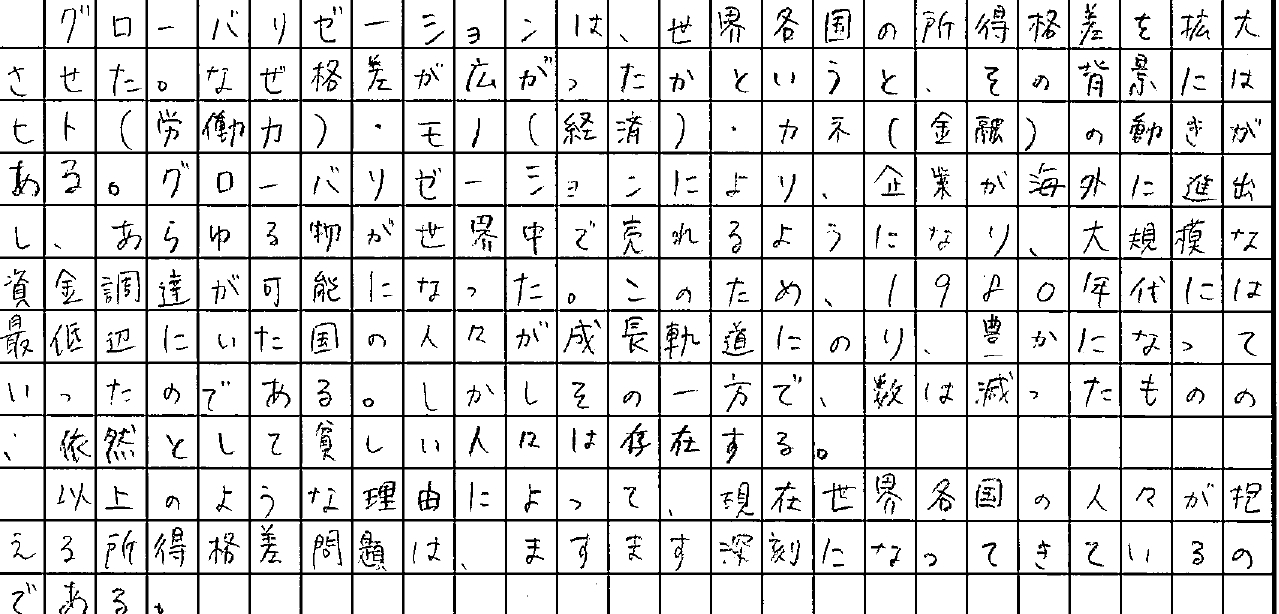 グローバリゼーションは、世界各国の所得格差を拡大
させた。なぜ格差が広がったかというと、その背景には
ヒト(労働力)・モノ(経済)・カネ(金融)の動きが
ある。グローバリゼーションにより、企業が海外に進出
し、あらゆる物が世界中で売れるようになり、大規模な
資金調達が可能になった。このため、1980年代には
最低辺にいた国の人々が成長軌道にのり、豊かになって
いったのである。しかしその一方で、数は減ったものの
、依然として貧しい人々は存在する。
以上のような理由によって、現在世界各国の人々が抱
える所得格差問題は、ますます深刻になってきているの
である。